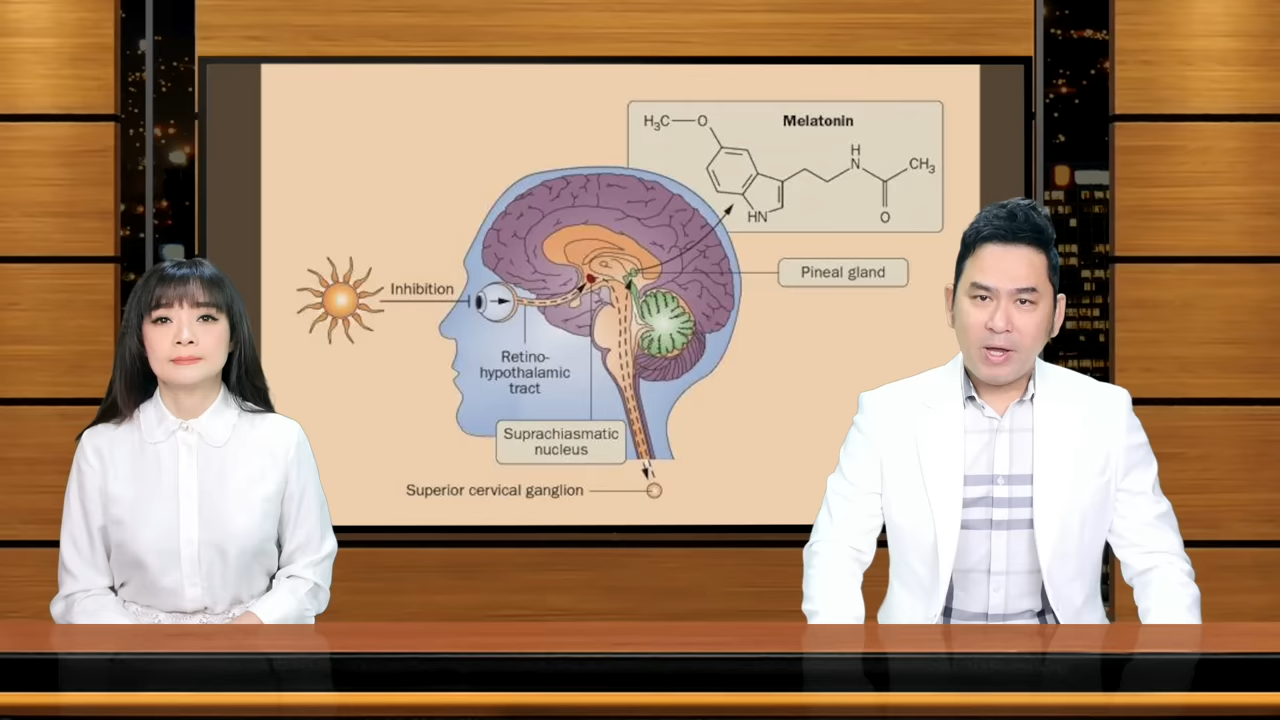 H₃C—O
Melatonin
H
N
CH₃
HN
O
Pineal gland
Inhibition
Retino-
hypothalamic
tract
Suprachiasmatic
nucleus
Superior cervical ganglion